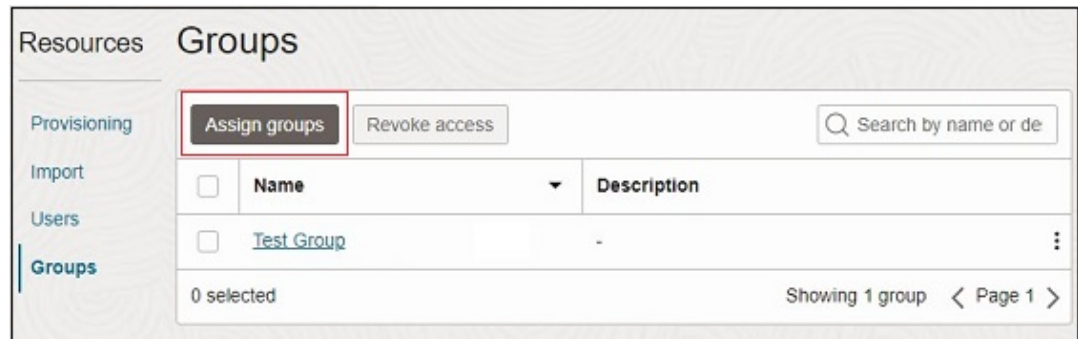 Resources
Groups
Provisioning
Import
Users
Groups
Assign groups
Revoke access
Search by name or de
Name
Description
Test Group
-
0 selected
Showing 1 group
Page 1